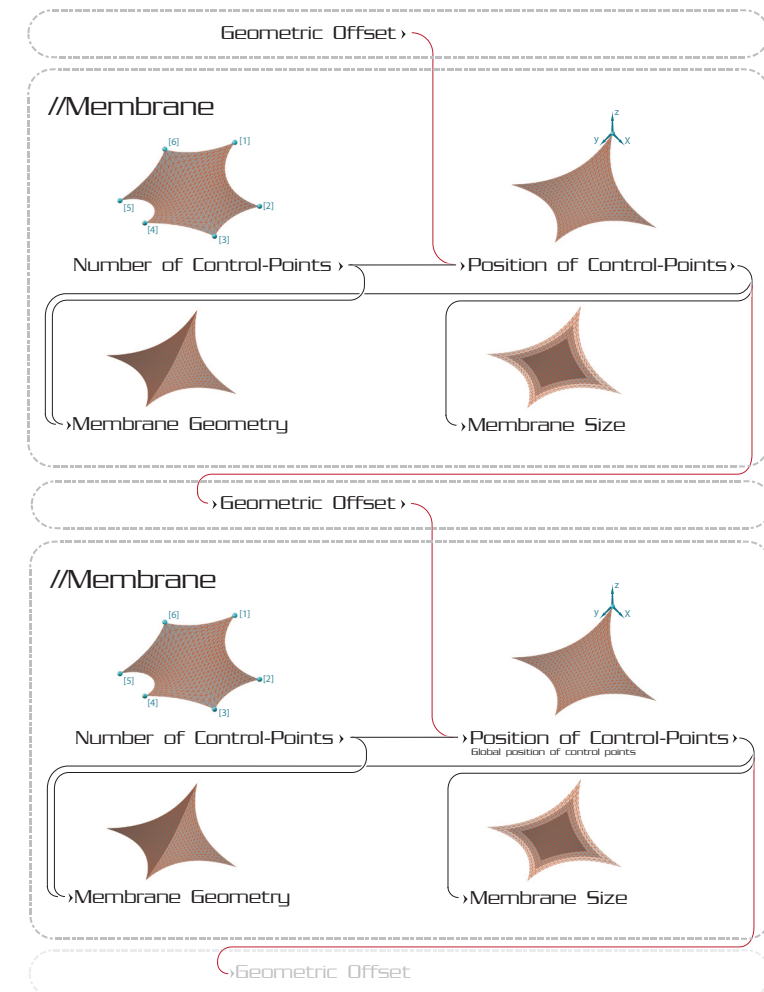 Geometric Offset ›
//Membrane
[6]
[1]
[5]
[2]
[4]
[3]
z
y
x
Number of Control-Points ›
›Position of Control-Points›
›Membrane Geometry
›Membrane Size
›Geometric Offset ›
//Membrane
[6]
[1]
[5]
[2]
[4]
[3]
z
y
x
Number of Control-Points ›
›Position of Control-Points›
Global position of control points
›Membrane Geometry
›Membrane Size
›Geometric Offset